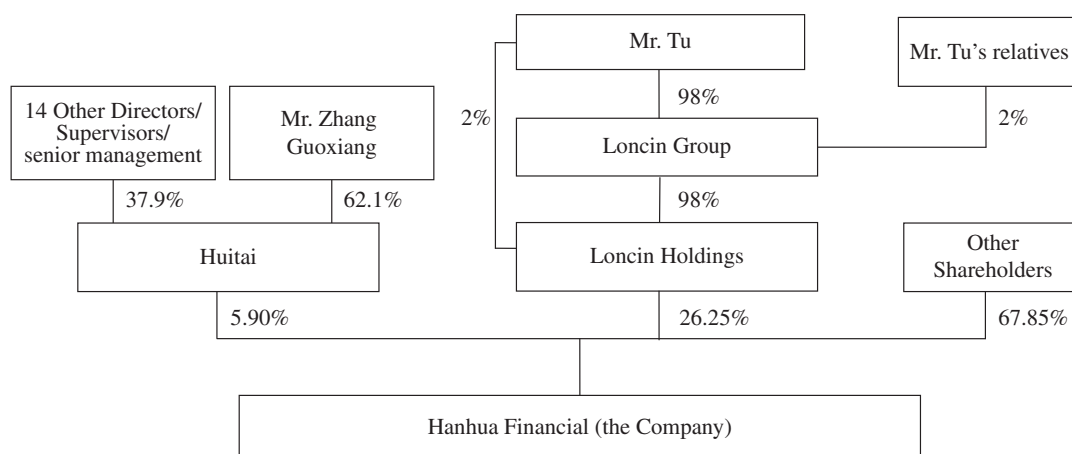 Mr. Tu
Mr. Tu’s relatives
14 Other Directors/
Supervisors/
senior management
Mr. Zhang
Guoxiang
2%
98%
2%
Loncin Group
37.9%
62.1%
98%
Huitai
Loncin Holdings
Other
Shareholders
5.90%
26.25%
67.85%
Hanhua Financial (the Company)